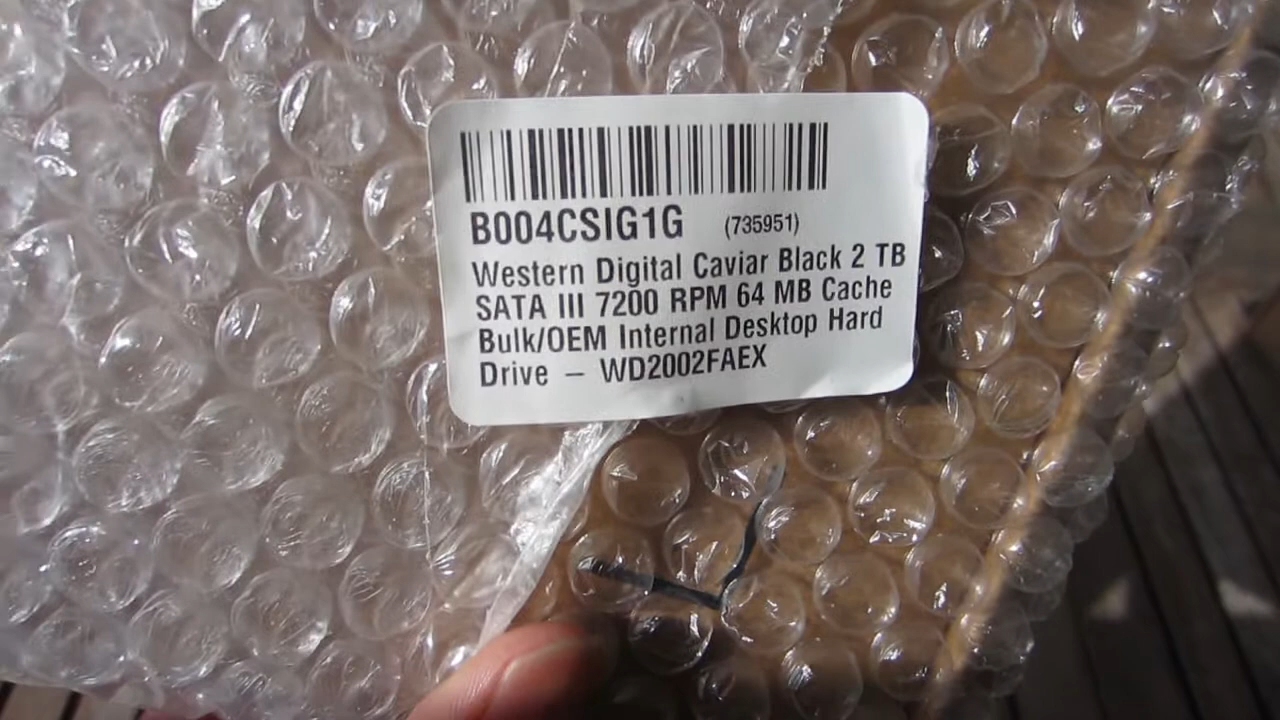 B004CSIG1G (735951)
Western Digital Caviar Black 2 TB
SATA III 7200 RPM 64 MB Cache
Bulk/OEM Internal Desktop Hard
Drive – WD2002FAEX